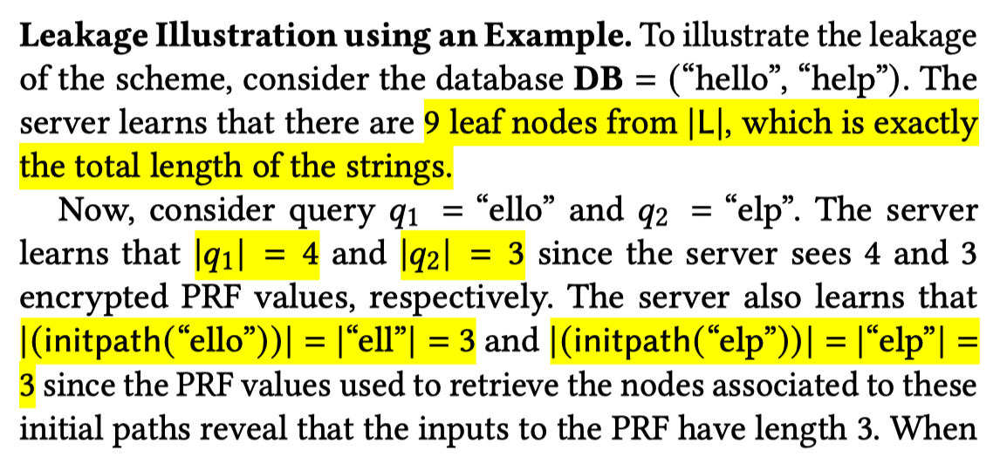 Leakage Illustration using an Example. To illustrate the leakage
of the scheme, consider the database DB = (“hello”, “help”). The
server learns that there are 9 leaf nodes from |L|, which is exactly
the total length of the strings.
Now, consider query q₁ = “ello” and q₂ = “elp”. The server
learns that |q₁| = 4 and |q₂| = 3 since the server sees 4 and 3
encrypted PRF values, respectively. The server also learns that
|(initpath(“ello”))| = |“ell”| = 3 and |(initpath(“elp”))| = |“elp”| =
3 since the PRF values used to retrieve the nodes associated to these
initial paths reveal that the inputs to the PRF have length 3. When